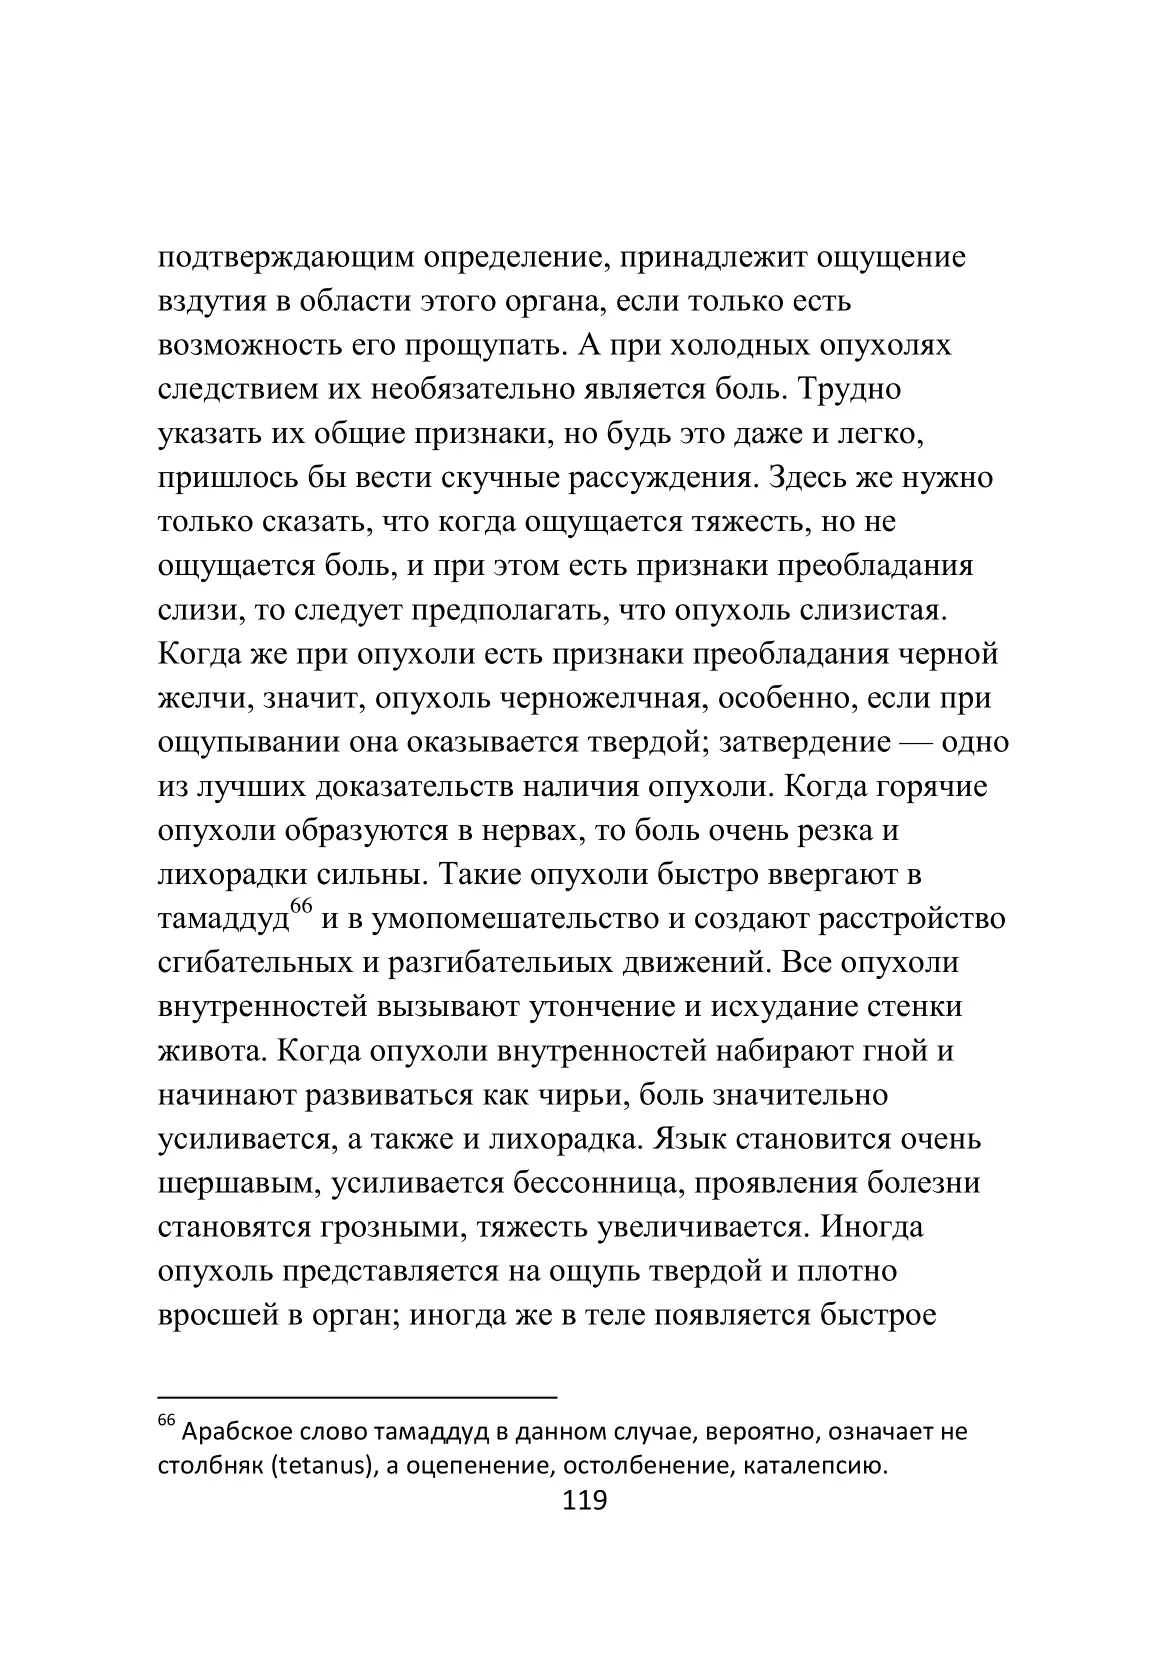 подтверждающим определение, принадлежит ощущение
вздутия в области этого органа, если только есть
возможность его прощупать. А при холодных опухолях
следствием их необязательно является боль. Трудно
указать их общие признаки, но будь это даже и легко,
пришлось бы вести скучные рассуждения. Здесь же нужно
только сказать, что когда ощущается тяжесть, но не
ощущается боль, и при этом есть признаки преобладания
слизи, то следует предполагать, что опухоль слизистая.
Когда же при опухоли есть признаки преобладания черной
желчи, значит, опухоль черножелчная, особенно, если при
ощупывании она оказывается твердой; затвердение — одно
из лучших доказательств наличия опухоли. Когда горячие
опухоли образуются в нервах, то боль очень резка и
лихорадки сильны. Такие опухоли быстро ввергают в
тамаддуд66 и в умопомешательство и создают расстройство
сгибательных и разгибательиых движений. Все опухоли
внутренностей вызывают утончение и исхудание стенки
живота. Когда опухоли внутренностей набирают гной и
начинают развиваться как чирьи, боль значительно
усиливается, а также и лихорадка. Язык становится очень
шершавым, усиливается бессонница, проявления болезни
становятся грозными, тяжесть увеличивается. Иногда
опухоль представляется на ощупь твердой и плотно
вросшей в орган; иногда же в теле появляется быстрое
66 Арабское слово тамаддуд в данном случае, вероятно, означает не
столбняк (tetanus), а оцепенение, остолбенение, каталепсию.
119